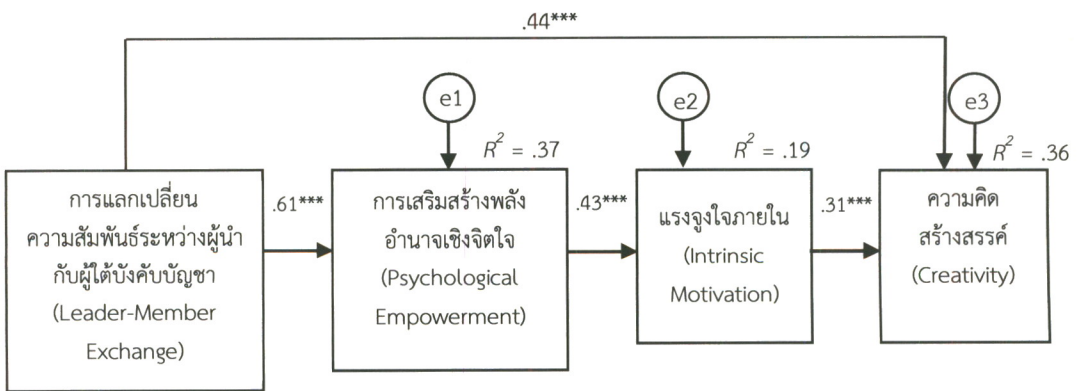 .44***
e1
e2
e3
R² = .37
R² = .19
R² = .36
การแลกเปลี่ยน
ความสัมพันธ์ระหว่างผู้นำ
กับผู้ใต้บังคับบัญชา
(Leader-Member
Exchange)
.61***
การเสริมสร้างพลัง
อำนาจเชิงจิตใจ
(Psychological
Empowerment)
.43***
แรงจูงใจภายใน
(Intrinsic
Motivation)
.31***
ความคิด
สร้างสรรค์
(Creativity)